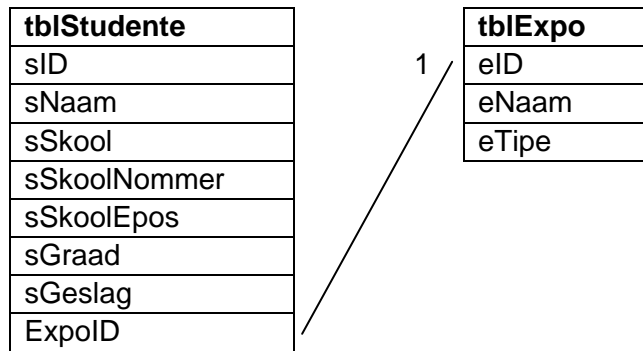 tblStudente
sID
sNaam
sSkool
sSkoolNommer
sSkoolEpos
sGraad
sGeslag
ExpoID
1
tblExpo
eID
eNaam
eTipe